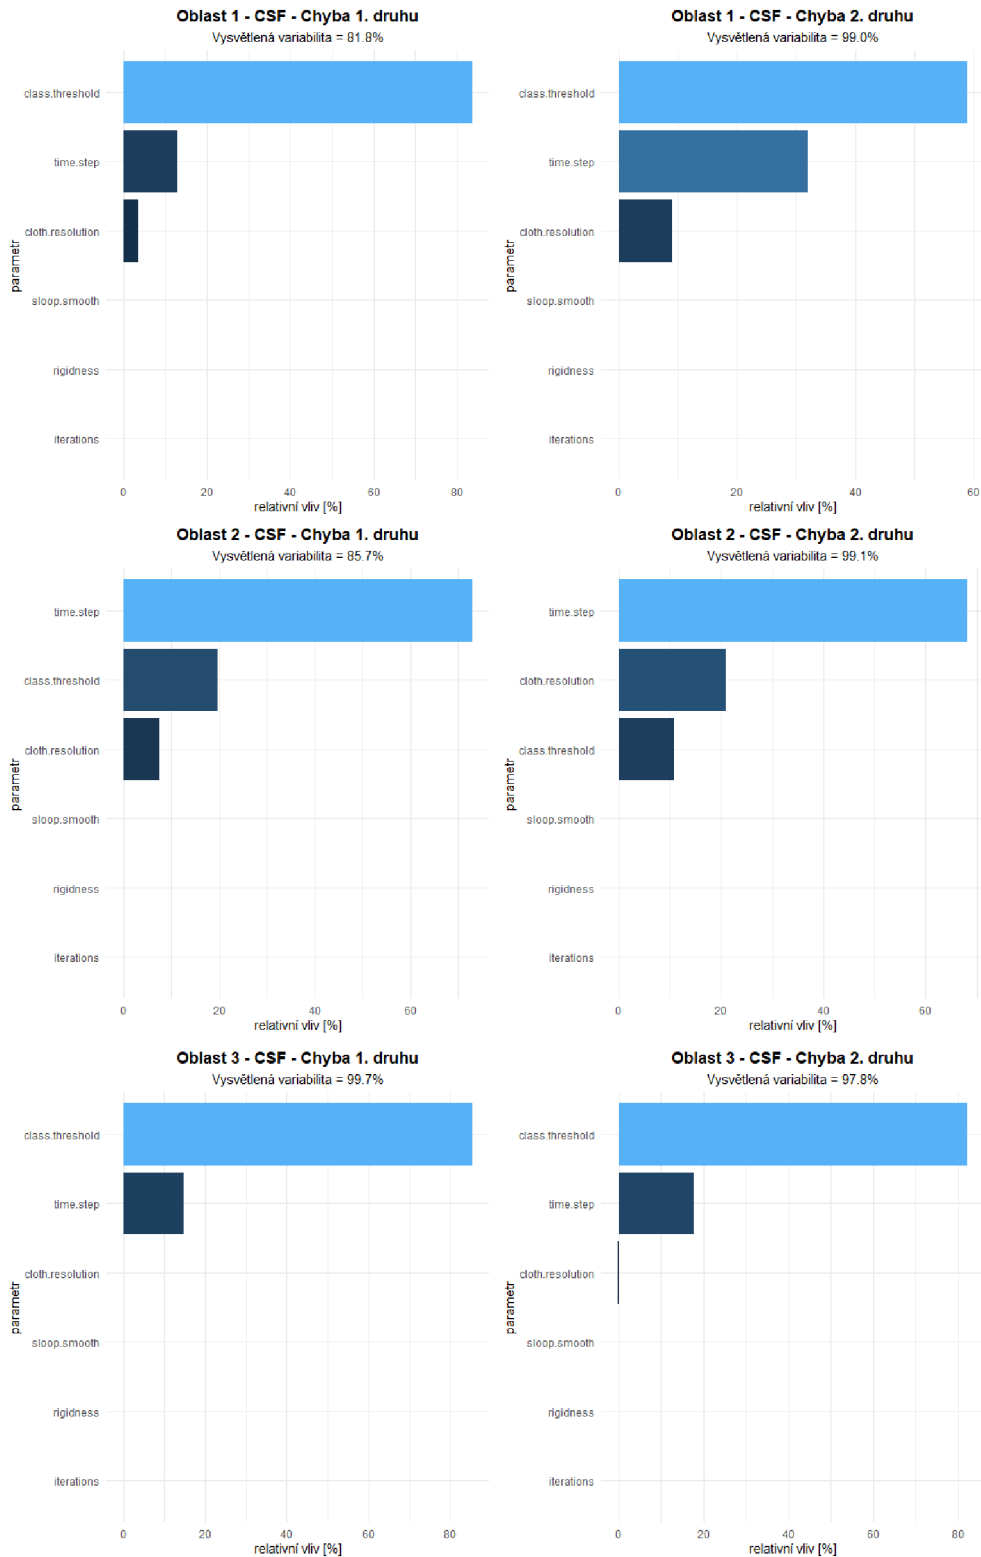 Oblast 1 - CSF - Chyba 1. druhu
Vysvětlená variabilita = 81.8%
parametr
class.threshold
time.step
cloth.resolution
sloop.smooth
rigidness
iterations
0 20 40 60 80
relativní vliv [%]
Oblast 1 - CSF - Chyba 2. druhu
Vysvětlená variabilita = 99.0%
parametr
class.threshold
time.step
cloth.resolution
sloop.smooth
rigidness
iterations
0 20 40 60
relativní vliv [%]
Oblast 2 - CSF - Chyba 1. druhu
Vysvětlená variabilita = 85.7%
parametr
time.step
class.threshold
cloth.resolution
sloop.smooth
rigidness
iterations
0 20 40 60
relativní vliv [%]
Oblast 2 - CSF - Chyba 2. druhu
Vysvětlená variabilita = 99.1%
parametr
time.step
cloth.resolution
class.threshold
sloop.smooth
rigidness
iterations
0 20 40 60
relativní vliv [%]
Oblast 3 - CSF - Chyba 1. druhu
Vysvětlená variabilita = 99.7%
parametr
class.threshold
time.step
cloth.resolution
sloop.smooth
rigidness
iterations
0 20 40 60 80
relativní vliv [%]
Oblast 3 - CSF - Chyba 2. druhu
Vysvětlená variabilita = 97.8%
parametr
class.threshold
time.step
cloth.resolution
sloop.smooth
rigidness
iterations
0 20 40 60 80
relativní vliv [%]